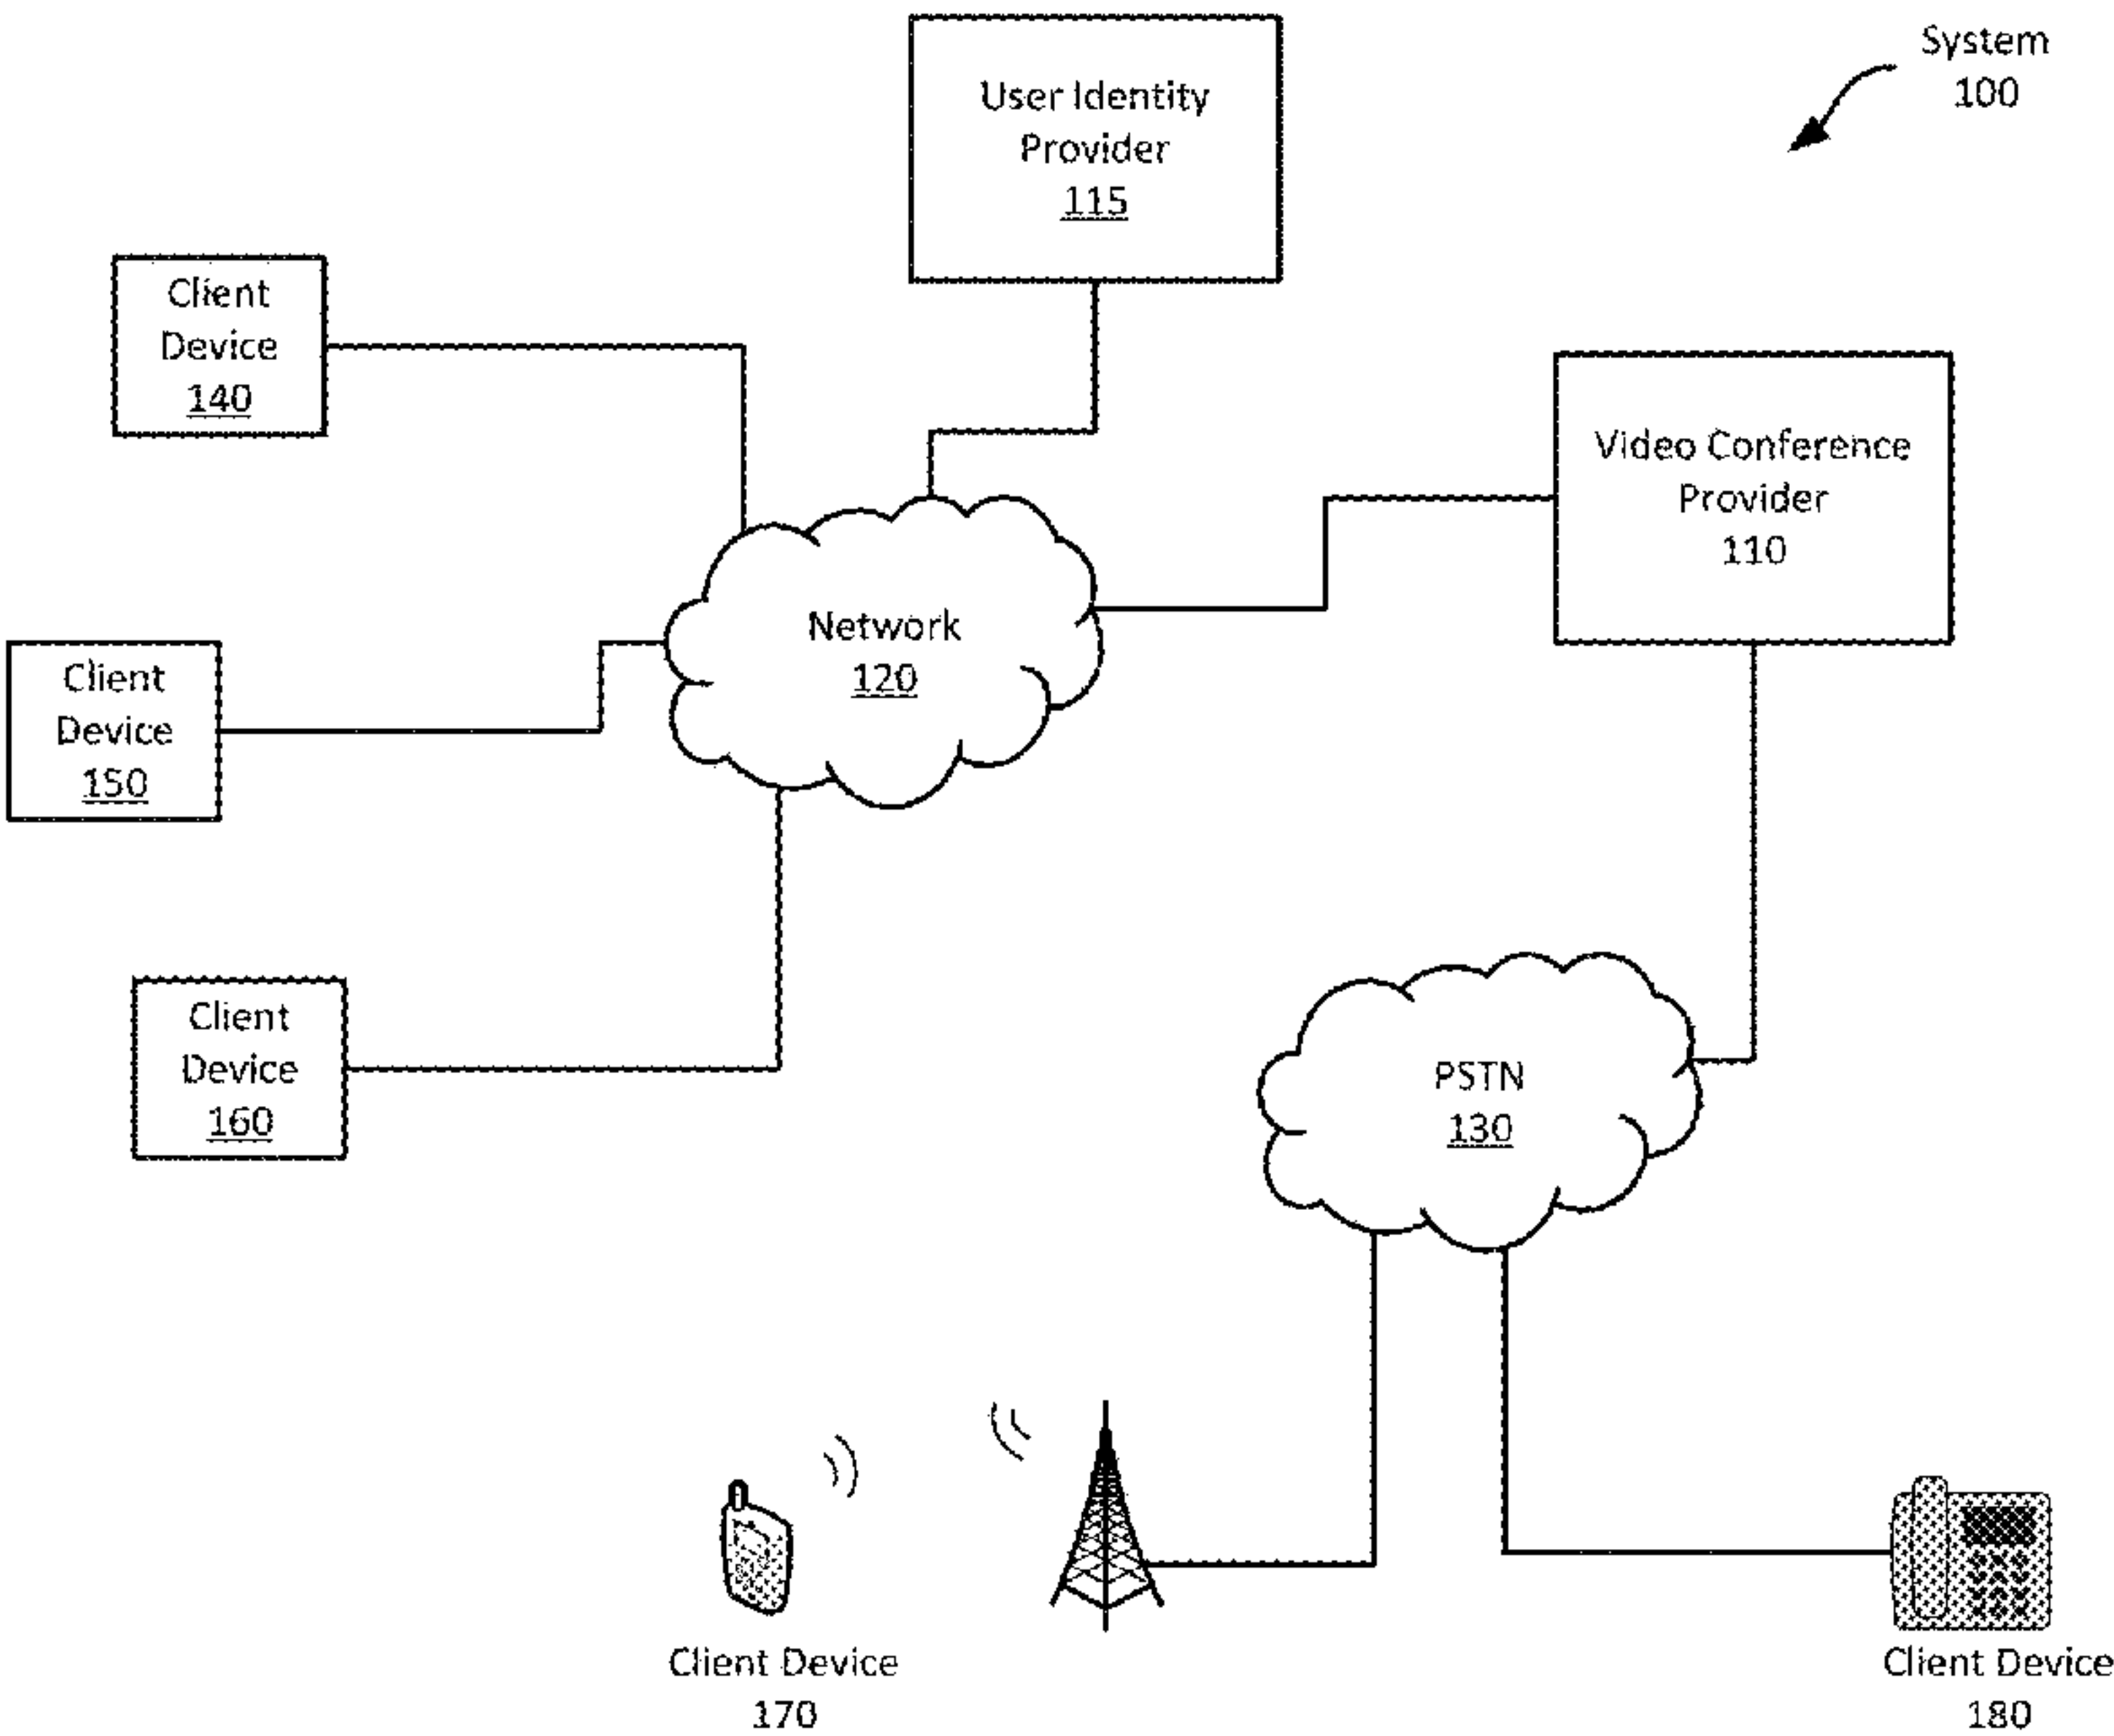 System
100
User Identity
Provider
115
Client
Device
140
Video Conference
Provider
110
Network
120
Client
Device
150
Client
Device
160
PSTN
130
Client Device
170
Client Device
180